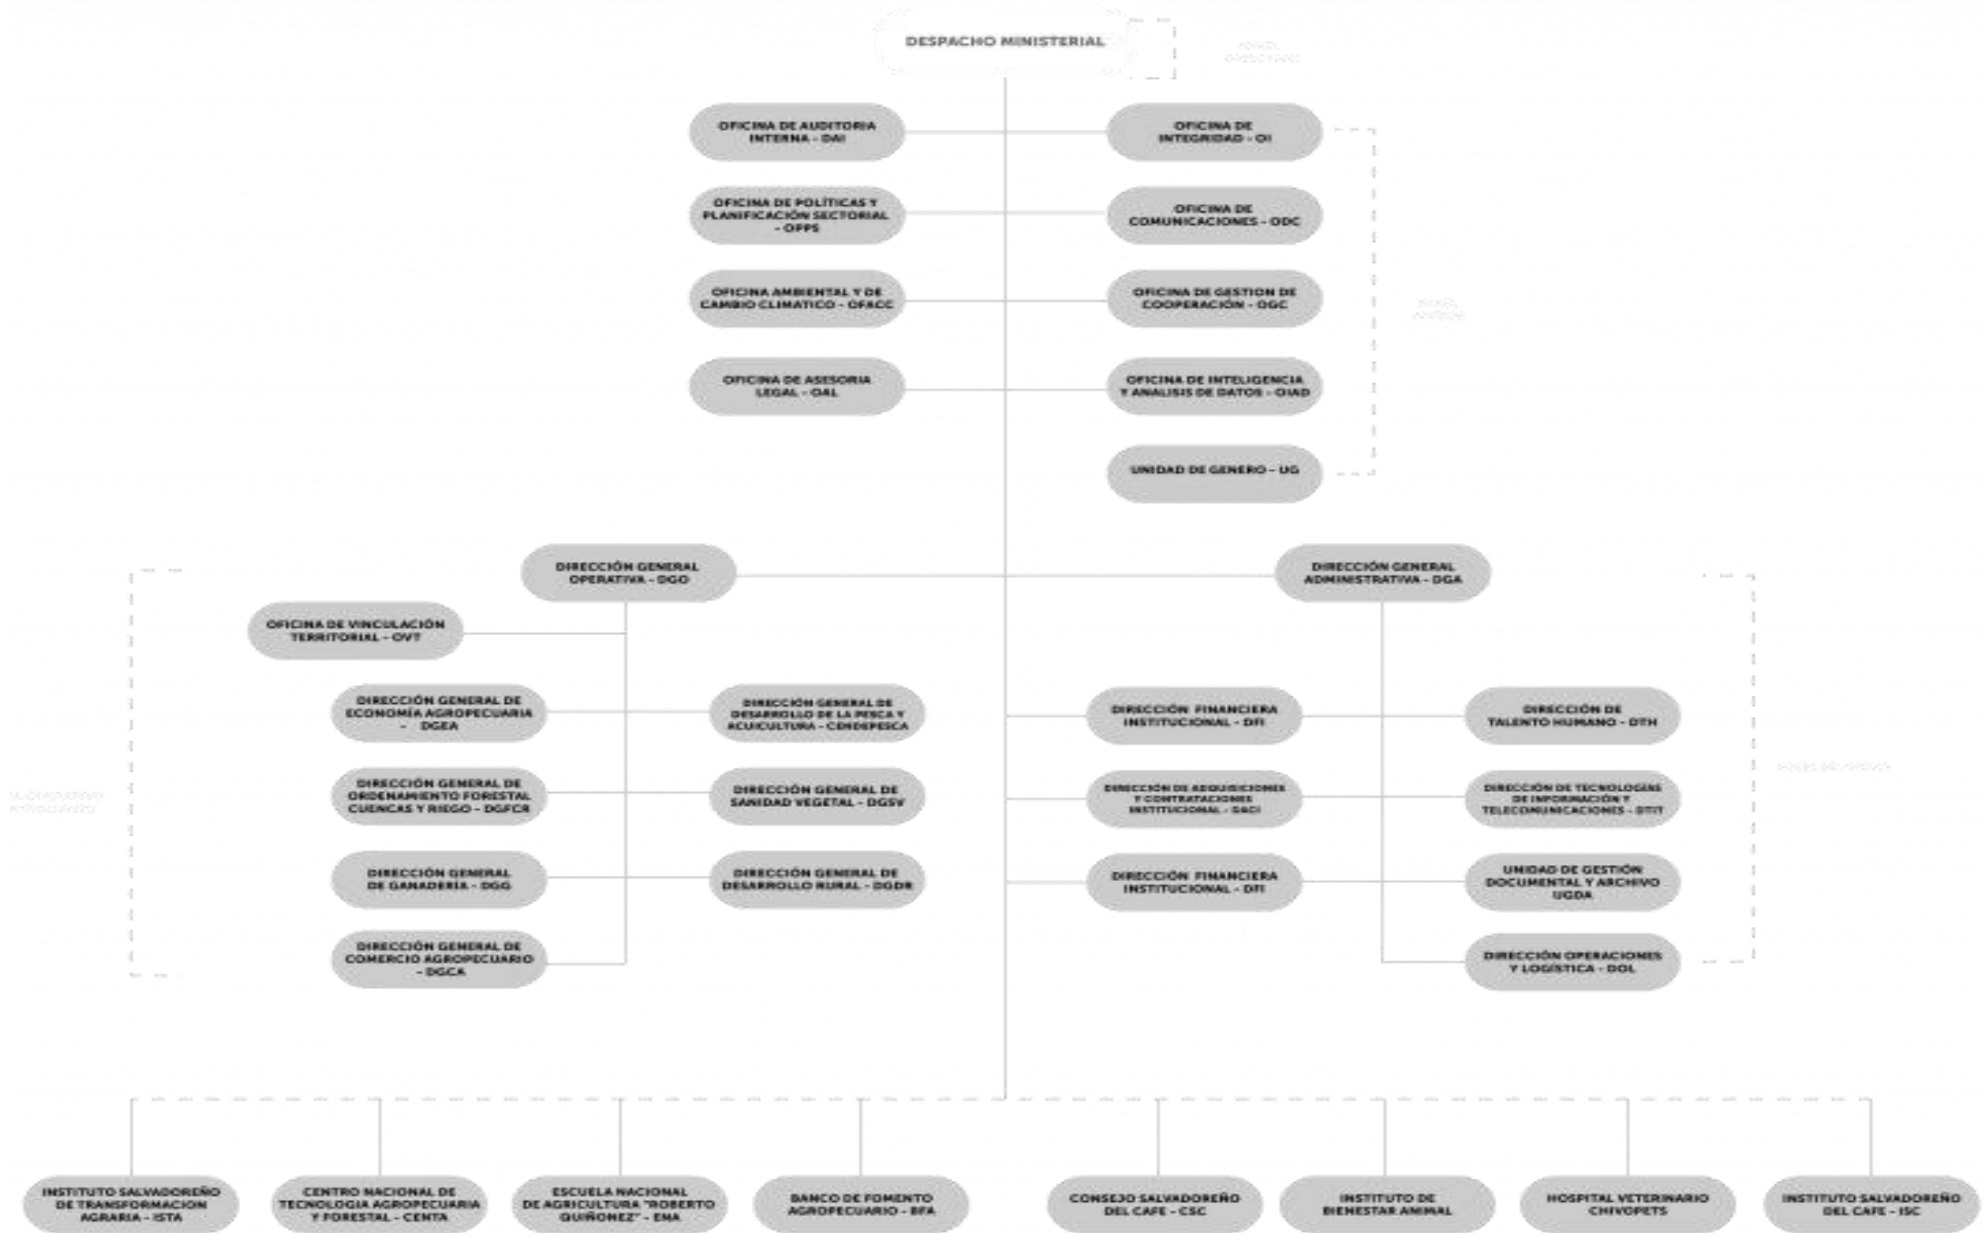 DESPACHO MINISTERIAL
OFICINA DE AUDITORIA
INTERNA - OAI
OFICINA DE
INTEGRIDAD - OI
OFICINA DE POLÍTICAS Y
PLANIFICACIÓN SECTORIAL
- OPPS
OFICINA DE
COMUNICACIONES - ODC
OFICINA AMBIENTAL Y DE
CAMBIO CLIMATICO - OFACC
OFICINA DE GESTION DE
COOPERACIÓN - OGC
OFICINA DE ASESORIA
LEGAL - OAL
OFICINA DE INTELIGENCIA
Y ANALISIS DE DATOS - OIAD
UNIDAD DE GENERO - UG
DIRECCIÓN GENERAL
OPERATIVA - DGO
DIRECCIÓN GENERAL
ADMINISTRATIVA - DGA
OFICINA DE VINCULACIÓN
TERRITORIAL - OVT
DIRECCIÓN GENERAL DE
ECONOMÍA AGROPECUARIA
- DGEA
DIRECCIÓN GENERAL DE
DESARROLLO DE LA PESCA Y
ACUICULTURA - CENDEPESCA
DIRECCIÓN FINANCIERA
INSTITUCIONAL - DFI
DIRECCIÓN DE
TALENTO HUMANO - DTH
DIRECCIÓN GENERAL DE
ORDENAMIENTO FORESTAL
CUENCAS Y RIEGO - DGFCR
DIRECCIÓN GENERAL DE
SANIDAD VEGETAL - DGSV
DIRECCIÓN DE ADQUISICIONES
Y CONTRATACIONES
INSTITUCIONAL - DACI
DIRECCIÓN DE TECNOLOGÍAS
DE INFORMACIÓN Y
TELECOMUNICACIONES - DTIT
DIRECCIÓN GENERAL
DE GANADERÍA - DGG
DIRECCIÓN GENERAL DE
DESARROLLO RURAL - DGDR
DIRECCIÓN FINANCIERA
INSTITUCIONAL - DFI
UNIDAD DE GESTIÓN
DOCUMENTAL Y ARCHIVO
UGDA
DIRECCIÓN GENERAL DE
COMERCIO AGROPECUARIO
- DGCA
DIRECCIÓN OPERACIONES
Y LOGÍSTICA - DOL
INSTITUTO SALVADOREÑO
DE TRANSFORMACION
AGRARIA - ISTA
CENTRO NACIONAL DE
TECNOLOGIA AGROPECUARIA
Y FORESTAL - CENTA
ESCUELA NACIONAL
DE AGRICULTURA "ROBERTO
QUIÑONEZ" - ENA
BANCO DE FOMENTO
AGROPECUARIO - BFA
CONSEJO SALVADOREÑO
DEL CAFE - CSC
INSTITUTO DE
BIENESTAR ANIMAL
HOSPITAL VETERINARIO
CHIVOPETS
INSTITUTO SALVADOREÑO
DEL CAFE - ISC